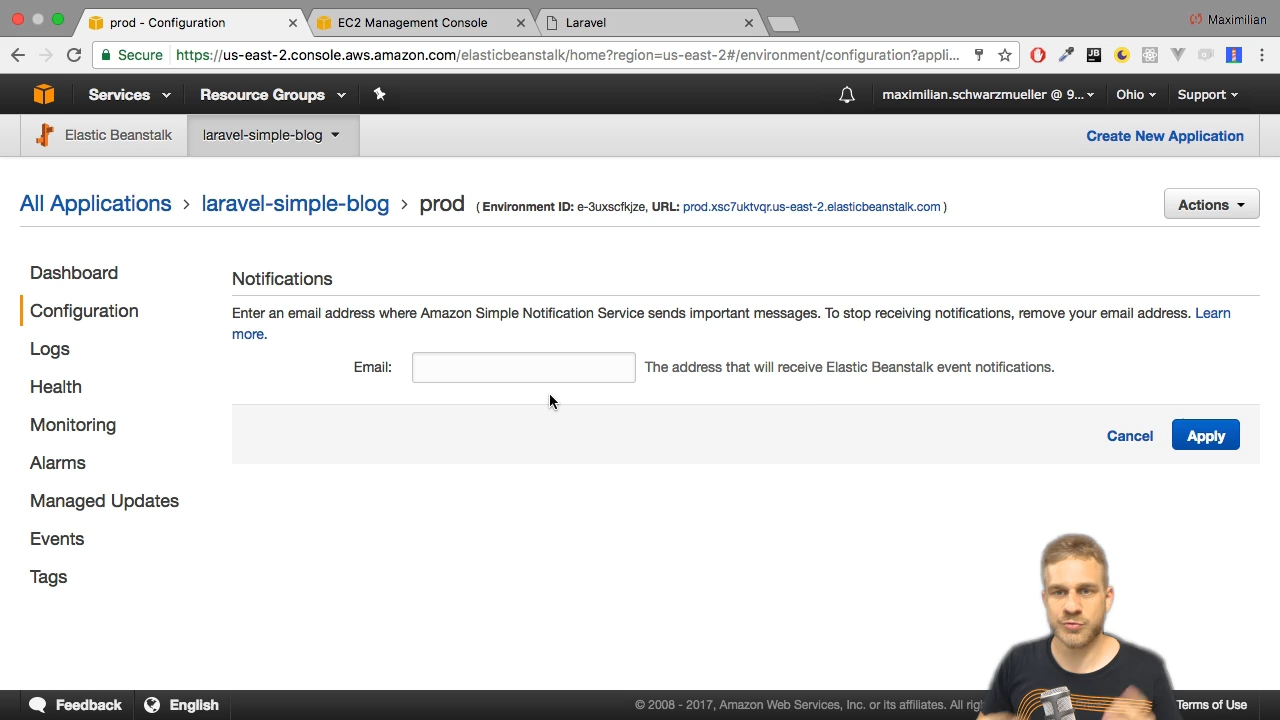 prod - Configuration
EC2 Management Console
Laravel
Maximilian
Secure
https://us-east-2.console.aws.amazon.com/elasticbeanstalk/home?region=us-east-2#/environment/configuration?appli...
JB
Services
Resource Groups
maximilian.schwarzmueller @ 9...
Ohio
Support
Elastic Beanstalk
laravel-simple-blog
Create New Application
All Applications > laravel-simple-blog > prod ( Environment ID: e-3uxscfkjze, URL: prod.xsc7uktvqr.us-east-2.elasticbeanstalk.com )
Actions
Dashboard
Configuration
Logs
Health
Monitoring
Alarms
Managed Updates
Events
Tags
Notifications
Enter an email address where Amazon Simple Notification Service sends important messages. To stop receiving notifications, remove your email address. Learn
more.
Email:
The address that will receive Elastic Beanstalk event notifications.
Cancel
Apply
Feedback
English
© 2008 - 2017, Amazon Web Services, Inc. or its affiliates. All
Terms of Use